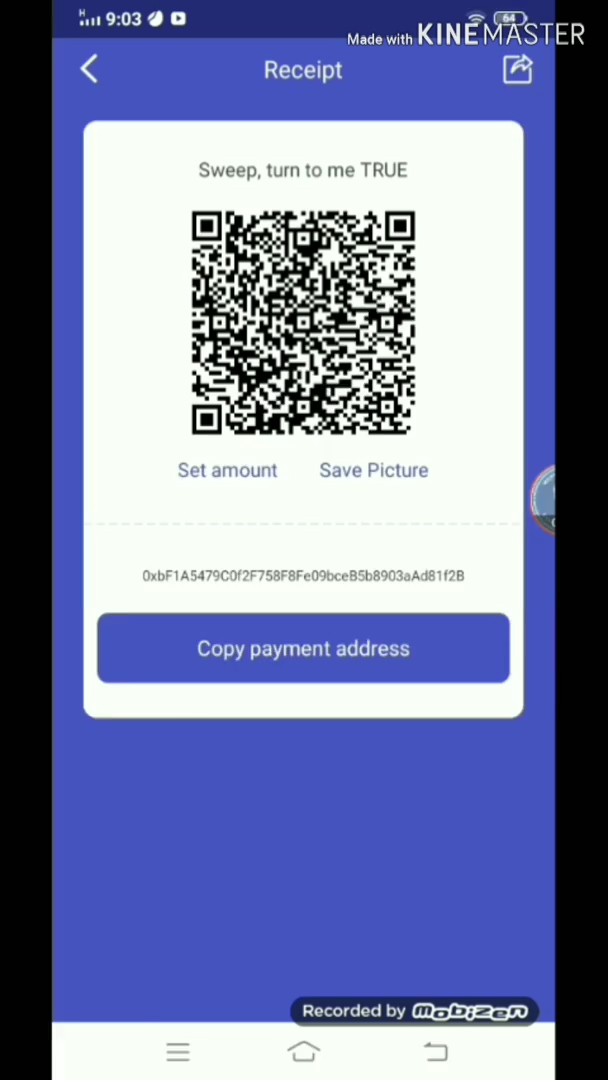 H 9:03 64
Made with KINEMASTER
Receipt
Sweep, turn to me TRUE
Set amount Save Picture
0xbF1A5479C0f2F758F8Fe09bceB5b8903aAd81f2B
Copy payment address
Recorded by mobizen